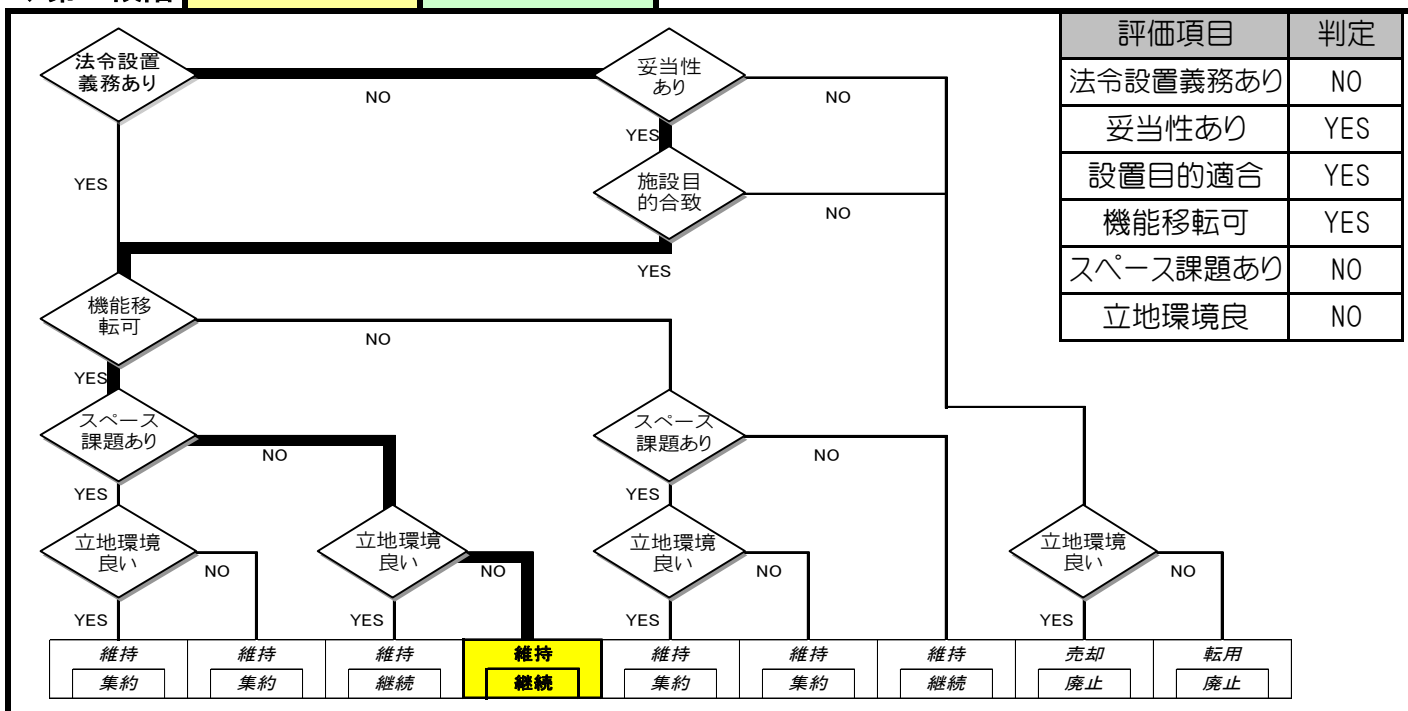 法令設置
義務あり
NO
妥当性
あり
NO
YES
YES
施設目
的合致
NO
YES
機能移
転可
NO
YES
スペース
課題あり
NO
YES
スペース
課題あり
NO
YES
立地環境
良い
NO
YES
立地環境
良い
NO
YES
立地環境
良い
NO
YES
立地環境
良い
NO
YES
維持 維持 維持 維持 維持 維持 維持 売却 転用
集約 集約 継続 継続 集約 集約 継続 廃止 廃止
評価項目 判定
法令設置義務あり NO
妥当性あり YES
設置目的適合 YES
機能移転可 YES
スペース課題あり NO
立地環境良 NO